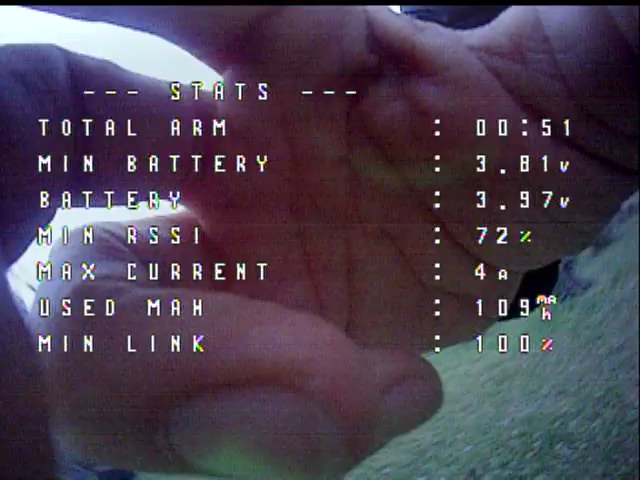 --- STATS ---
TOTAL ARM : 00:51
MIN BATTERY : 3.81V
BATTERY : 3.97V
MIN RSSI : 72%
MAX CURRENT : 4A
USED MAH : 109mAh
MIN LINK : 100%